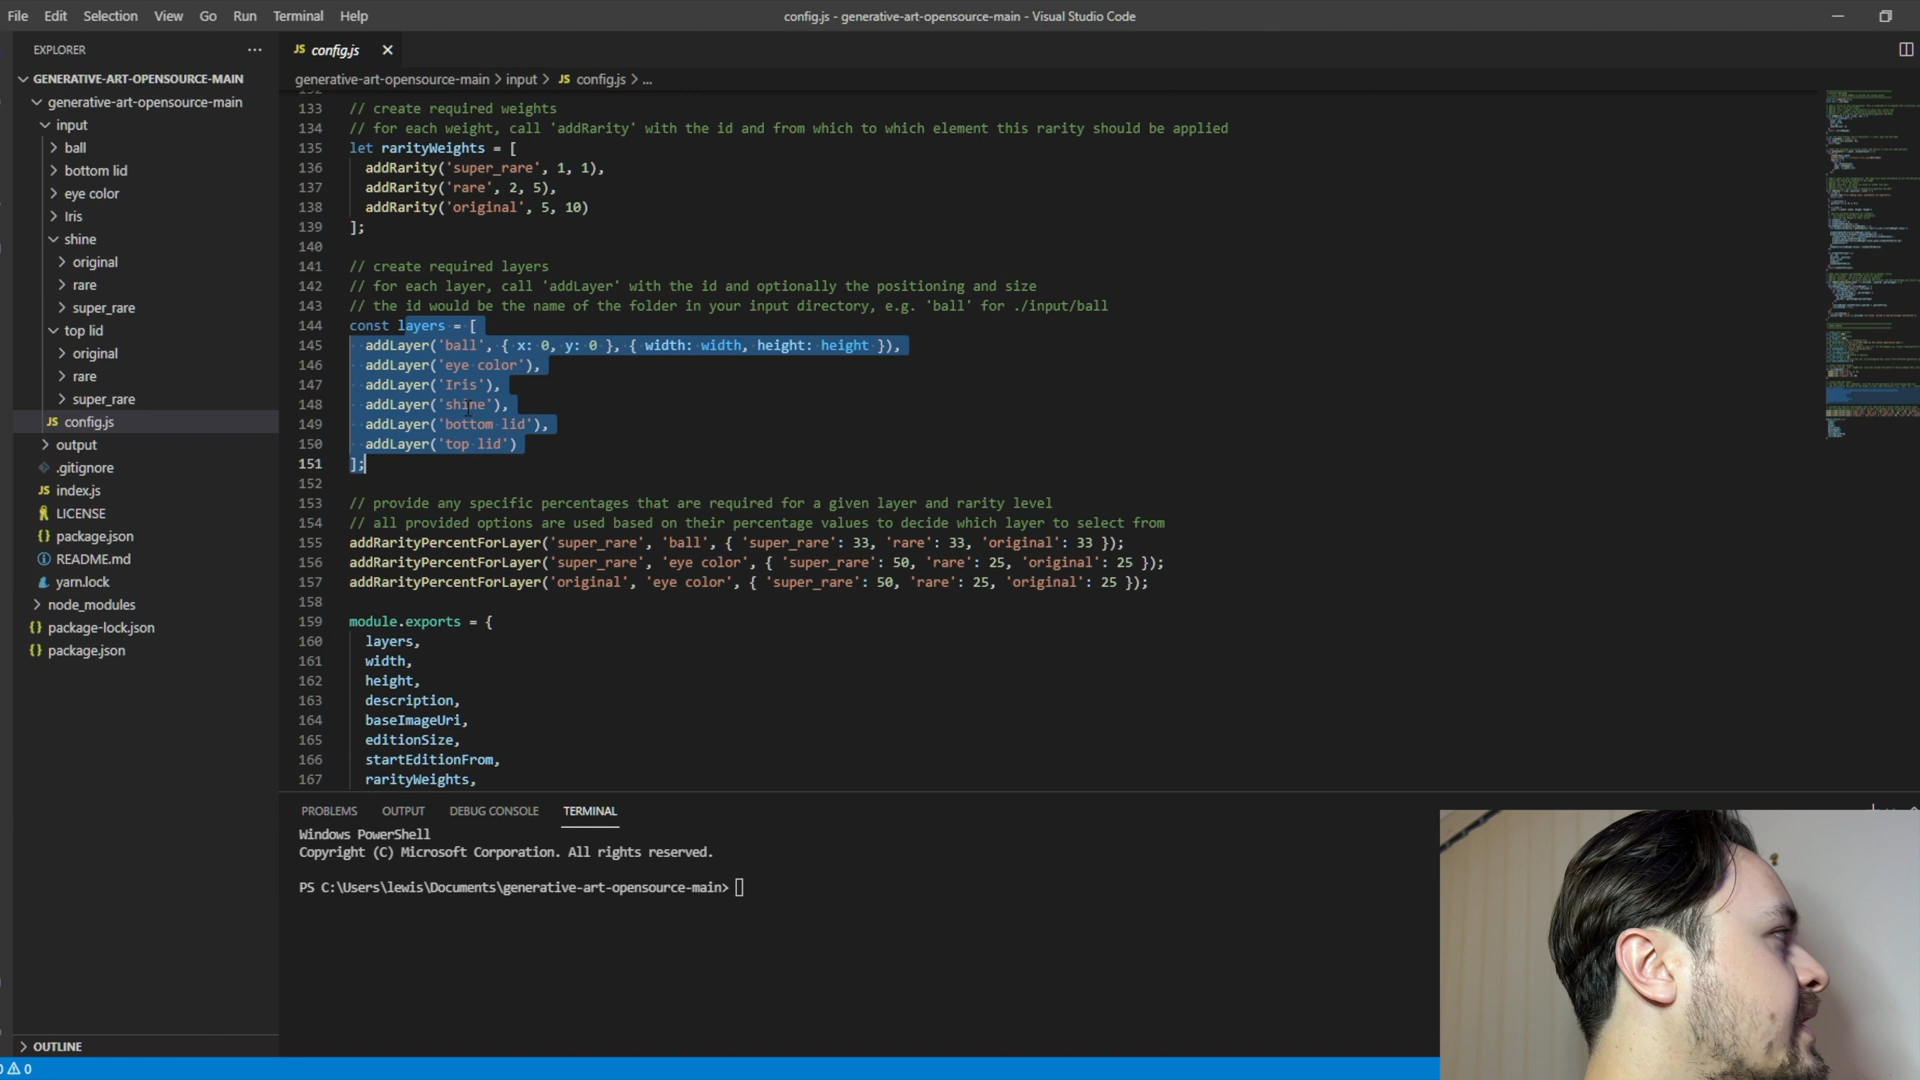 File Edit Selection View Go Run Terminal Help
config.js - generative-art-opensource-main - Visual Studio Code
EXPLORER
GENERATIVE-ART-OPENSOURCE-MAIN
generative-art-opensource-main
input
ball
bottom lid
eye color
Iris
shine
original
rare
super_rare
top lid
original
rare
super_rare
JS config.js
output
.gitignore
JS index.js
LICENSE
package.json
README.md
yarn.lock
node_modules
package-lock.json
package.json
OUTLINE
0
JS config.js
generative-art-opensource-main > input > JS config.js > ...
133 // create required weights
134 // for each weight, call 'addRarity' with the id and from which to which element this rarity should be applied
135 let rarityWeights = [
136 addRarity('super_rare', 1, 1),
137 addRarity('rare', 2, 5),
138 addRarity('original', 5, 10)
139 ];
140
141 // create required layers
142 // for each layer, call 'addLayer' with the id and optionally the positioning and size
143 // the id would be the name of the folder in your input directory, e.g. 'ball' for ./input/ball
144 const layers = [
145 addLayer('ball', { x: 0, y: 0 }, { width: width, height: height }),
146 addLayer('eye color'),
147 addLayer('Iris'),
148 addLayer('shine'),
149 addLayer('bottom lid'),
150 addLayer('top lid')
151 ];
152
153 // provide any specific percentages that are required for a given layer and rarity level
154 // all provided options are used based on their percentage values to decide which layer to select from
155 addRarityPercentForLayer('super_rare', 'ball', { 'super_rare': 33, 'rare': 33, 'original': 33 });
156 addRarityPercentForLayer('super_rare', 'eye color', { 'super_rare': 50, 'rare': 25, 'original': 25 });
157 addRarityPercentForLayer('original', 'eye color', { 'super_rare': 50, 'rare': 25, 'original': 25 });
158
159 module.exports = {
160 layers,
161 width,
162 height,
163 description,
164 baseImageUri,
165 editionSize,
166 startEditionFrom,
167 rarityWeights,
PROBLEMS OUTPUT DEBUG CONSOLE TERMINAL
Windows PowerShell
Copyright (C) Microsoft Corporation. All rights reserved.
PS C:\Users\lewis\Documents\generative-art-opensource-main>